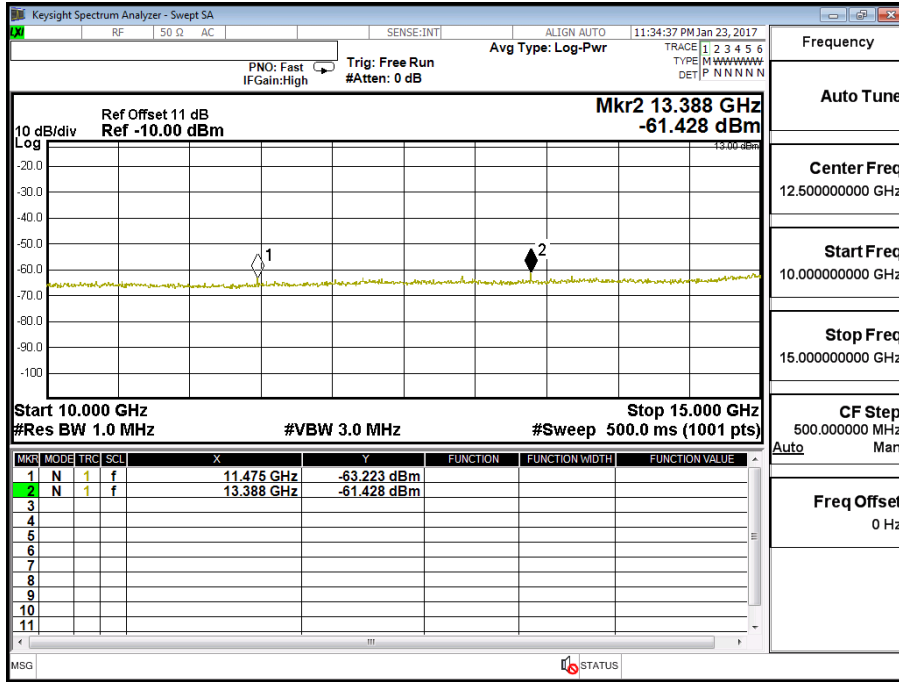 Keysight Spectrum Analyzer - Swept SA
LXI RF 50 Ω AC SENSE:INT ALIGN AUTO 11:34:37 PM Jan 23, 2017
Avg Type: Log-Pwr TRACE 1 2 3 4 5 6
PNO: Fast Trig: Free Run TYPE M WWWWW
IFGain:High #Atten: 0 dB DET P N N N N N
Ref Offset 11 dB Mkr2 13.388 GHz
10 dB/div Ref -10.00 dBm -61.428 dBm
Log 13.00 dBm
-20.0
-30.0
-40.0
-50.0
1 2
-60.0
-70.0
-80.0
-90.0
-100
Start 10.000 GHz Stop 15.000 GHz
#Res BW 1.0 MHz #VBW 3.0 MHz #Sweep 500.0 ms (1001 pts)
MKR MODE TRC SCL X Y FUNCTION FUNCTION WIDTH FUNCTION VALUE
1 N 1 f 11.475 GHz -63.223 dBm
2 N 1 f 13.388 GHz -61.428 dBm
3
4
5
6
7
8
9
10
11
MSG STATUS
Frequency
Auto Tune
Center Freq
12.500000000 GHz
Start Freq
10.000000000 GHz
Stop Freq
15.000000000 GHz
CF Step
500.000000 MHz
Auto Man
Freq Offset
0 Hz